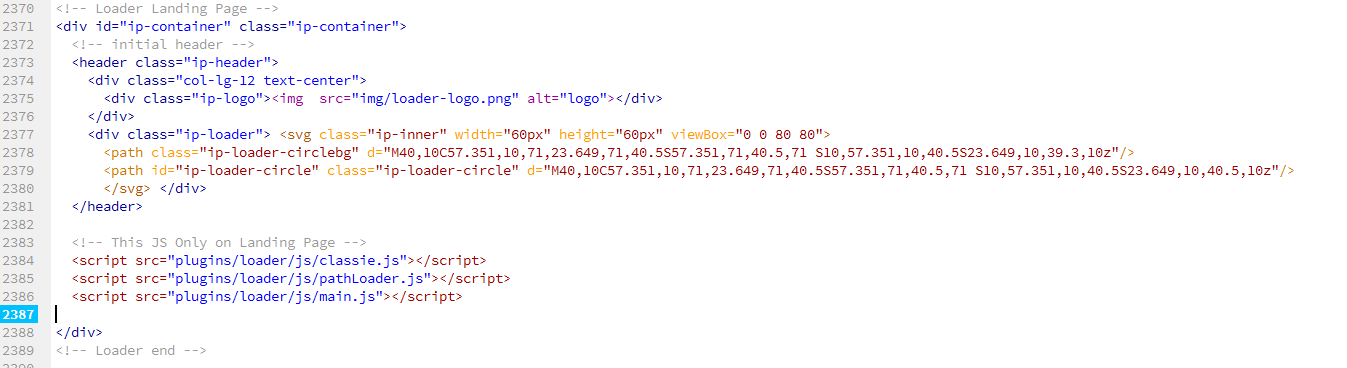 2370 <!-- Loader Landing Page -->
2371 <div id="ip-container" class="ip-container">
2372 <!-- initial header -->
2373 <header class="ip-header">
2374 <div class="col-lg-12 text-center">
2375 <div class="ip-logo"><img  src="img/loader-logo.png" alt="logo"></div>
2376 </div>
2377 <div class="ip-loader"> <svg class="ip-inner" width="60px" height="60px" viewBox="0 0 80 80">
2378 <path class="ip-loader-circlebg" d="M40,10C57.351,10,71,23.649,71,40.5S57.351,71,40.5,71 S10,57.351,10,40.5S23.649,10,39.3,10z"/>
2379 <path id="ip-loader-circle" class="ip-loader-circle" d="M40,10C57.351,10,71,23.649,71,40.5S57.351,71,40.5,71 S10,57.351,10,40.5S23.649,10,40.5,10z"/>
2380 </svg> </div>
2381 </header>
2382
2383 <!-- This JS Only on Landing Page -->
2384 <script src="plugins/loader/js/classie.js"></script>
2385 <script src="plugins/loader/js/pathLoader.js"></script>
2386 <script src="plugins/loader/js/main.js"></script>
2387
2388 </div>
2389 <!-- Loader end -->